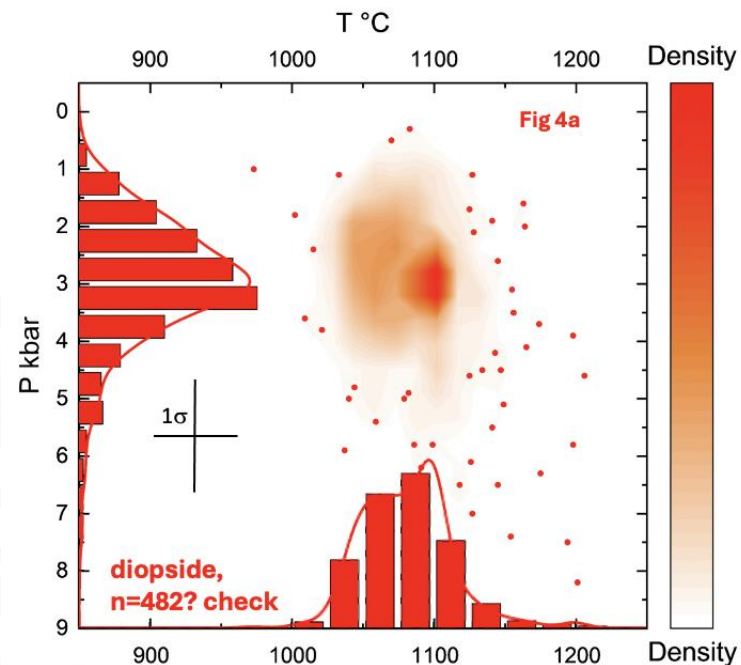 T °C
900 1000 1100 1200
Density
0
Fig 4a
1
2
3
4
P kbar
5
1σ
6
7
8
diopside,
n=482? check
9
900 1000 1100 1200
Density